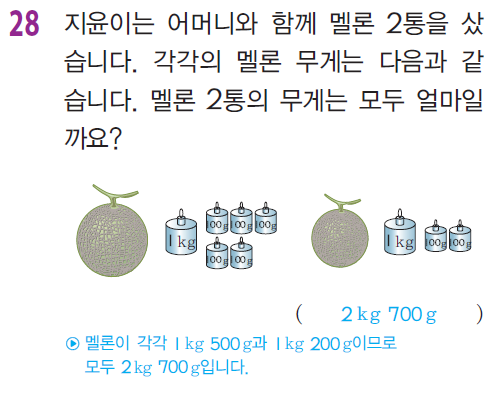 28 지윤이는 어머니와 함께 멜론 2통을 샀
습니다. 각각의 멜론 무게는 다음과 같
습니다. 멜론 2통의 무게는 모두 얼마일
까요?
1 kg 100g 100g 100g 1 kg 100g 100g
100g 100g
( 2 kg 700 g )
▶ 멜론이 각각 1 kg 500 g과 1 kg 200 g이므로
모두 2 kg 700 g입니다.